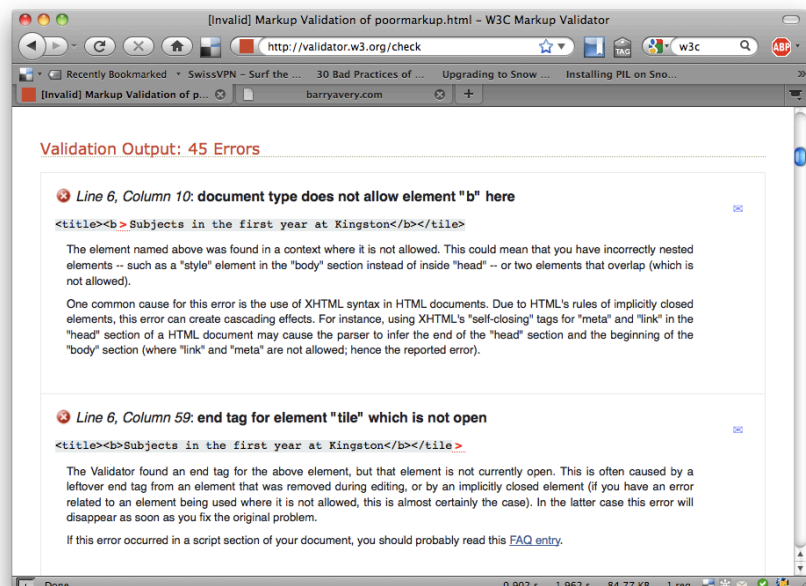 [Invalid] Markup Validation of poormarkup.html – W3C Markup Validator
http://validator.w3.org/check
TAG
w3c
ABP
Recently Bookmarked
SwissVPN – Surf the ...
30 Bad Practices of ...
Upgrading to Snow ...
Installing PIL on Sno...
»
[Invalid] Markup Validation of p...
barryavery.com
+
Validation Output: 45 Errors
Line 6, Column 10: document type does not allow element "b" here
<title><b>Subjects in the first year at Kingston</b></tile>
The element named above was found in a context where it is not allowed. This could mean that you have incorrectly nested
elements -- such as a "style" element in the "body" section instead of inside "head" -- or two elements that overlap (which is
not allowed).
One common cause for this error is the use of XHTML syntax in HTML documents. Due to HTML's rules of implicitly closed
elements, this error can create cascading effects. For instance, using XHTML's "self-closing" tags for "meta" and "link" in the
"head" section of a HTML document may cause the parser to infer the end of the "head" section and the beginning of the
"body" section (where "link" and "meta" are not allowed; hence the reported error).
Line 6, Column 59: end tag for element "tile" which is not open
<title><b>Subjects in the first year at Kingston</b></tile>
The Validator found an end tag for the above element, but that element is not currently open. This is often caused by a
leftover end tag from an element that was removed during editing, or by an implicitly closed element (if you have an error
related to an element being used where it is not allowed, this is almost certainly the case). In the latter case this error will
disappear as soon as you fix the original problem.
If this error occurred in a script section of your document, you should probably read this FAQ entry.
Done
0.902 s
1.962 s
84.77 KB
1 req